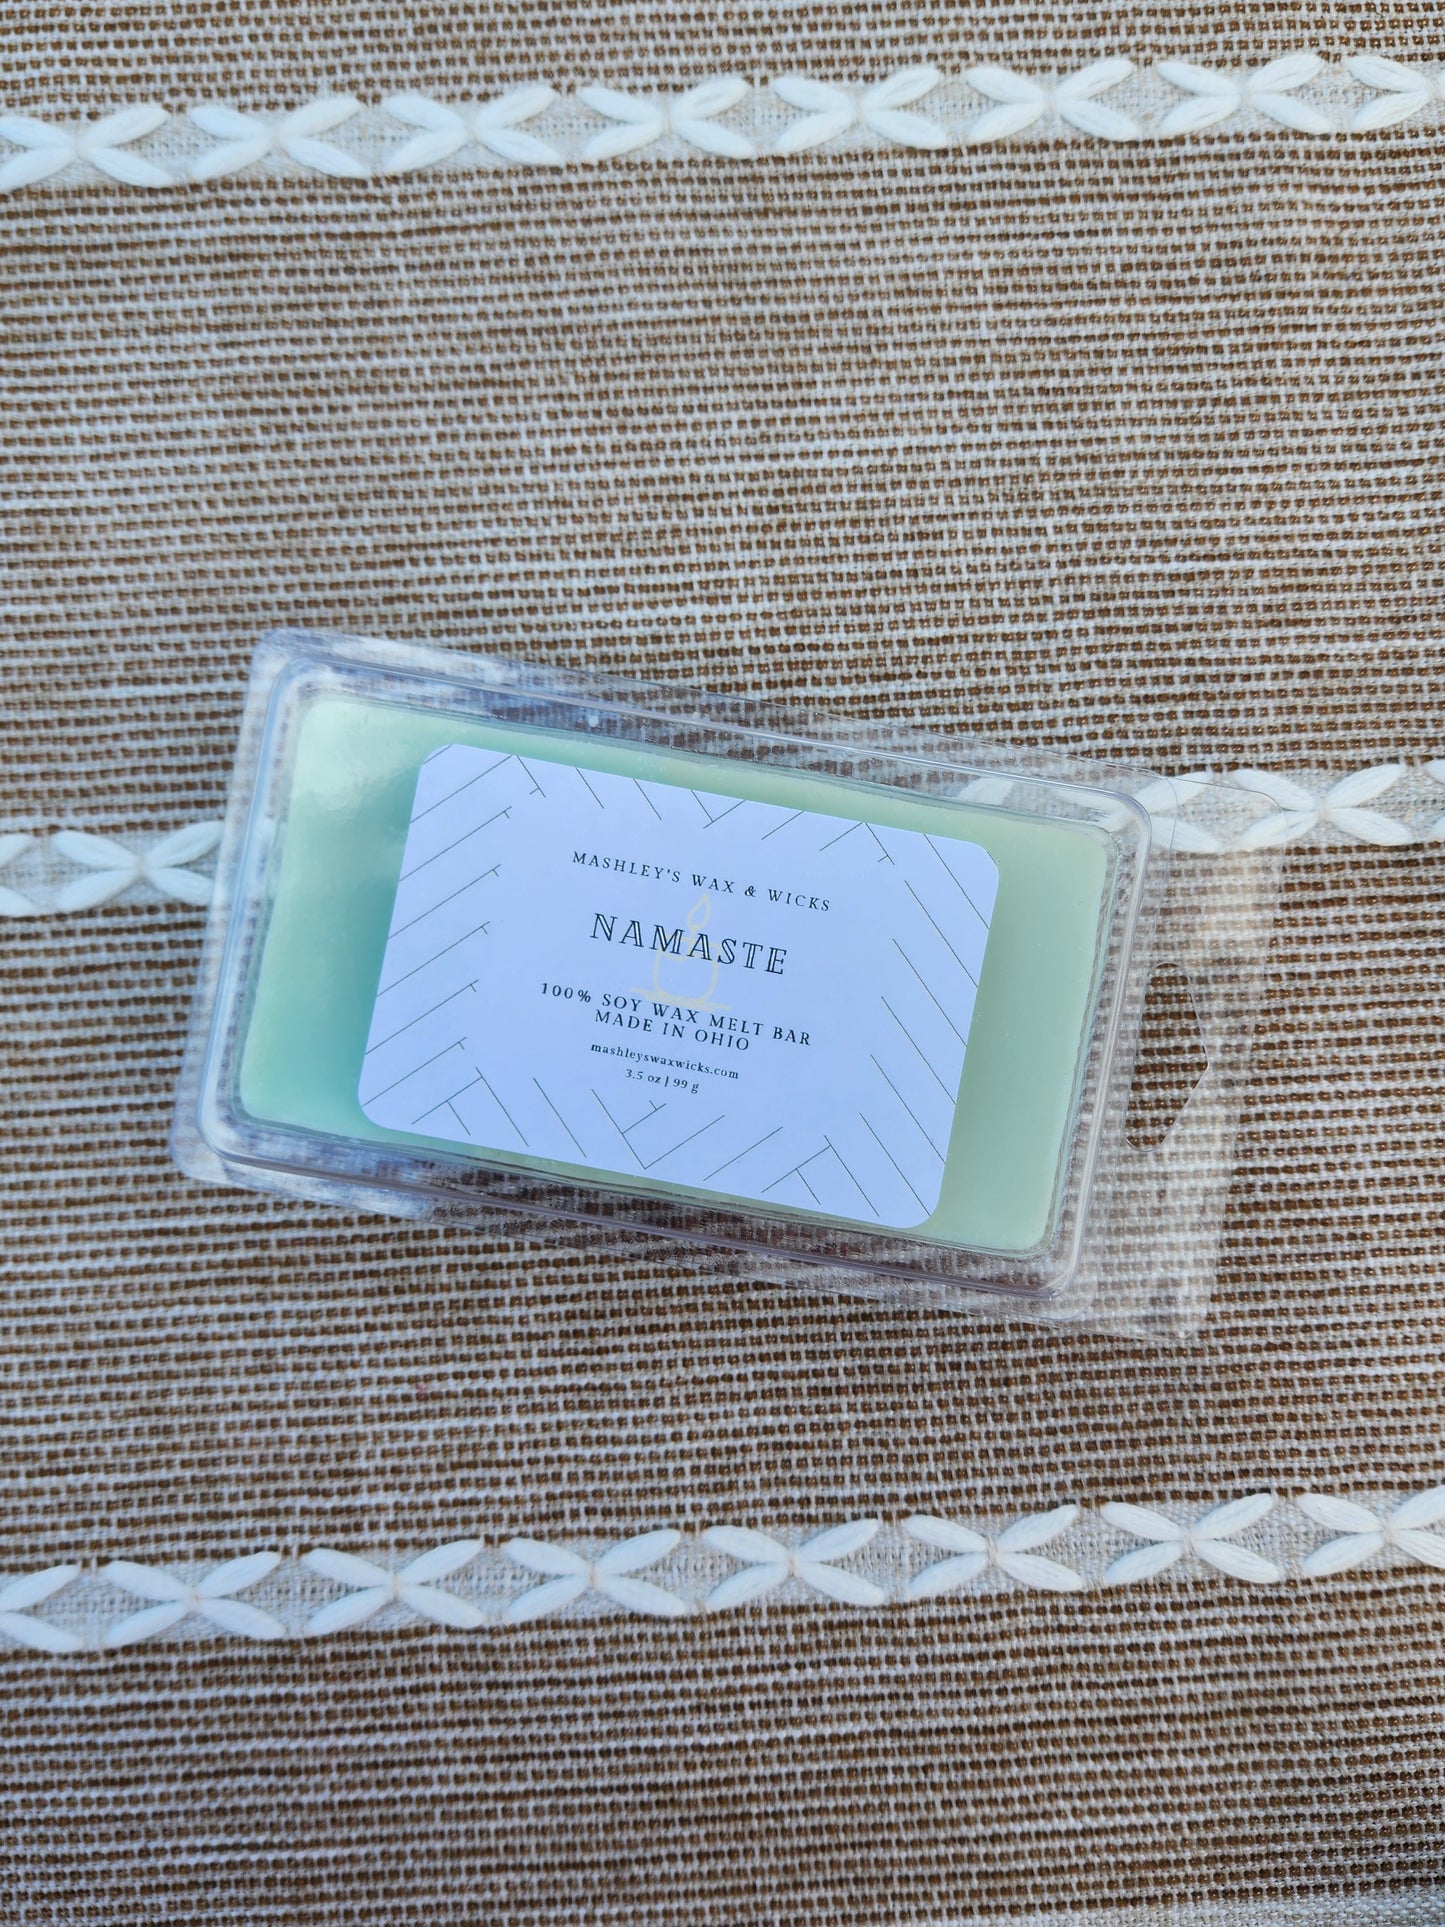 MASHLEY'S WAX & WICKS
NAMASTE
100% SOY WAX MELT BAR
MADE IN OHIO
mashleyswaxwicks.com
3.5 oz | 99 g